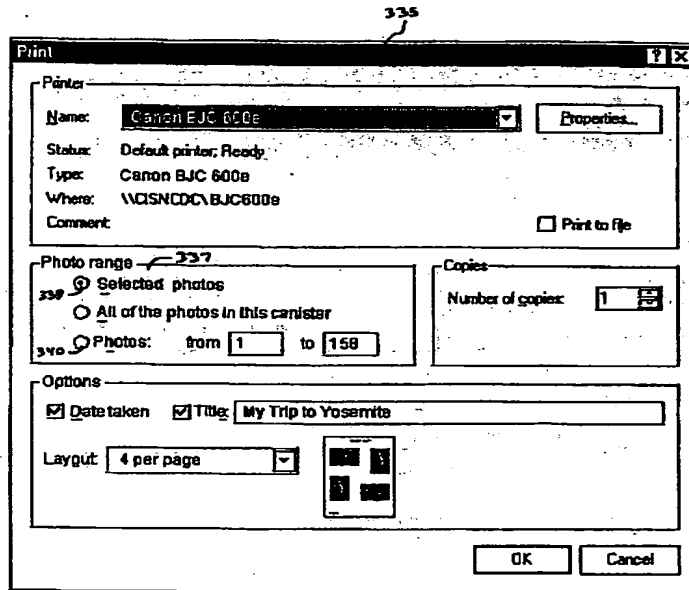 335
Print
Printer
Name: Canon BJC 600e Properties...
Status: Default printer; Ready
Type: Canon BJC 600e
Where: \\CISNCDC\BJC600e
Comment: Print to file
Photo range 337
338 Selected photos
All of the photos in this canister
340 Photos: from 1 to 158
Copies
Number of copies: 1
Options
Date taken Title: My Trip to Yosemite
Layout: 4 per page
OK Cancel